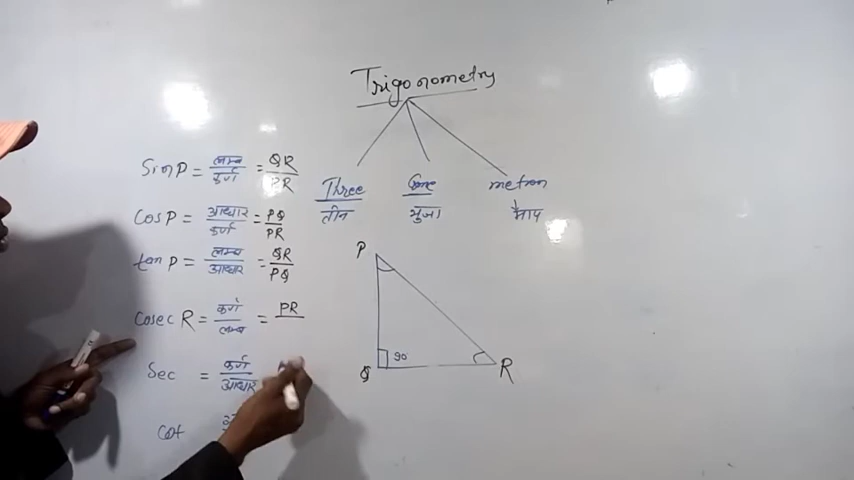 Trigonometry
Three Gone metron
तीन भुजा माप
Sin P = लम्ब/कर्ण = QR/PR
Cos P = आधार/कर्ण = PQ/PR
tan P = लम्ब/आधार = QR/PQ
Cosec R = कर्ण/लम्ब = PR
Sec = कर्ण/आधार
Cot
P
90°
Q R